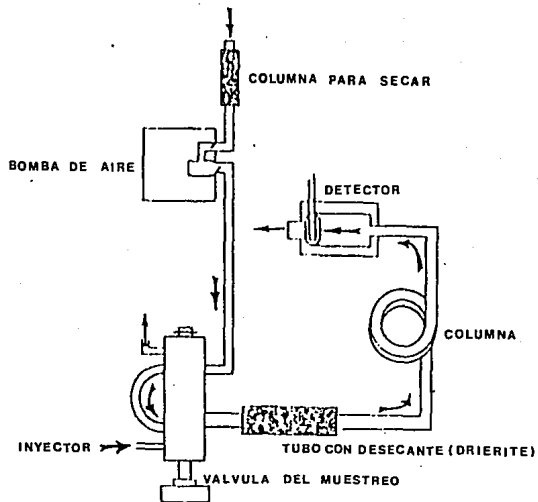 COLUMNA PARA SECAR
BOMBA DE AIRE
DETECTOR
COLUMNA
TUBO CON DESECANTE (DRIERITE)
INYECTOR
VALVULA DEL MUESTREO